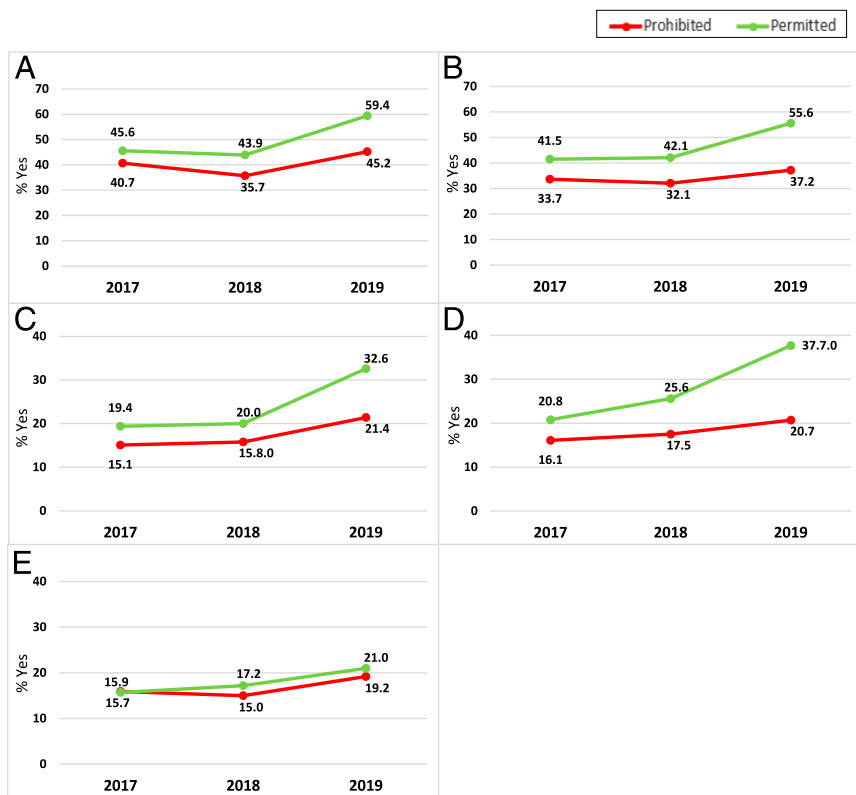 Prohibited Permitted
A
70
60
50
40
30
20
10
0
% Yes
45.6 43.9 59.4
40.7 35.7 45.2
2017 2018 2019
B
70
60
50
40
30
20
10
0
% Yes
41.5 42.1 55.6
33.7 32.1 37.2
2017 2018 2019
C
40
30
20
10
0
% Yes
19.4 20.0 32.6
15.1 15.8.0 21.4
2017 2018 2019
D
40
30
20
10
0
% Yes
20.8 25.6 37.7.0
16.1 17.5 20.7
2017 2018 2019
E
40
30
20
10
0
% Yes
15.9 17.2 21.0
15.7 15.0 19.2
2017 2018 2019